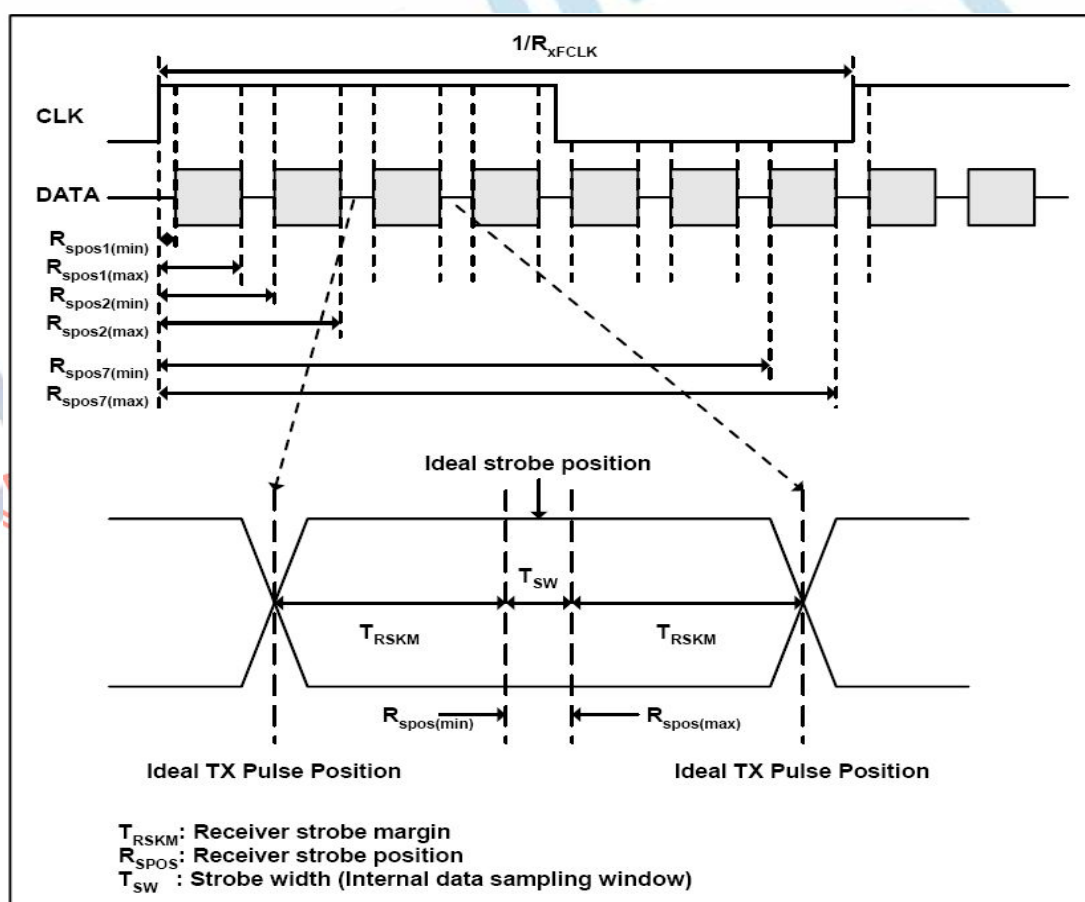 1/RxFCLK
CLK
DATA
Rspos1(min)
Rspos1(max)
Rspos2(min)
Rspos2(max)
Rspos7(min)
Rspos7(max)
Ideal strobe position
TSW
TRSKM TRSKM
Rspos(min) Rspos(max)
Ideal TX Pulse Position Ideal TX Pulse Position
TRSKM: Receiver strobe margin
RSPOS: Receiver strobe position
TSW : Strobe width (Internal data sampling window)